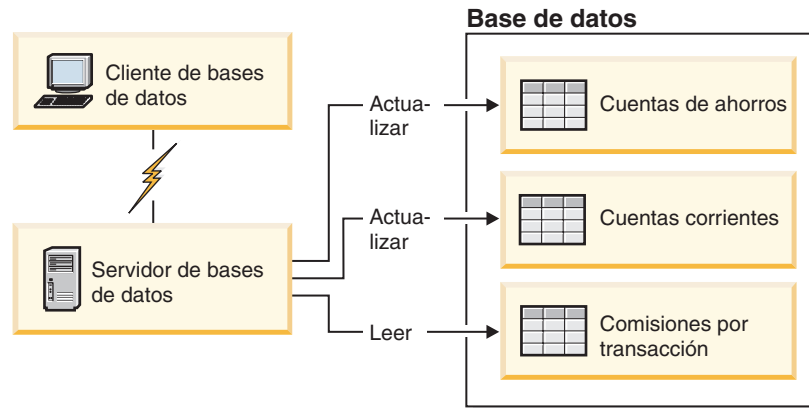 Base de datos
Cliente de bases
de datos
Actua-
lizar
Cuentas de ahorros
Actua-
lizar
Cuentas corrientes
Servidor de bases
de datos
Leer
Comisiones por
transacción